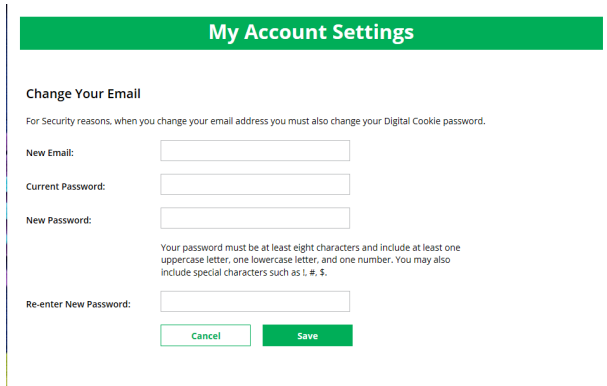 My Account Settings
Change Your Email
For Security reasons, when you change your email address you must also change your Digital Cookie password.
New Email:
Current Password:
New Password:
Your password must be at least eight characters and include at least one
uppercase letter, one lowercase letter, and one number. You may also
include special characters such as !, #, $.
Re-enter New Password:
Cancel
Save